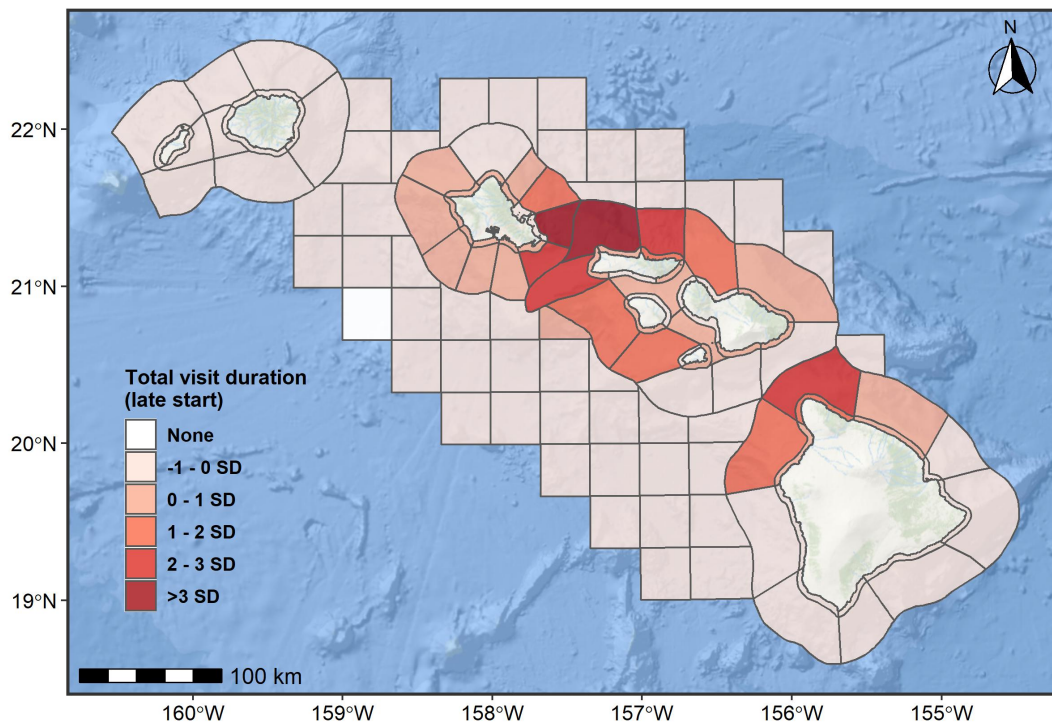 N
22°N
21°N
20°N
19°N
Total visit duration
(late start)
None
-1 - 0 SD
0 - 1 SD
1 - 2 SD
2 - 3 SD
>3 SD
100 km
160°W 159°W 158°W 157°W 156°W 155°W